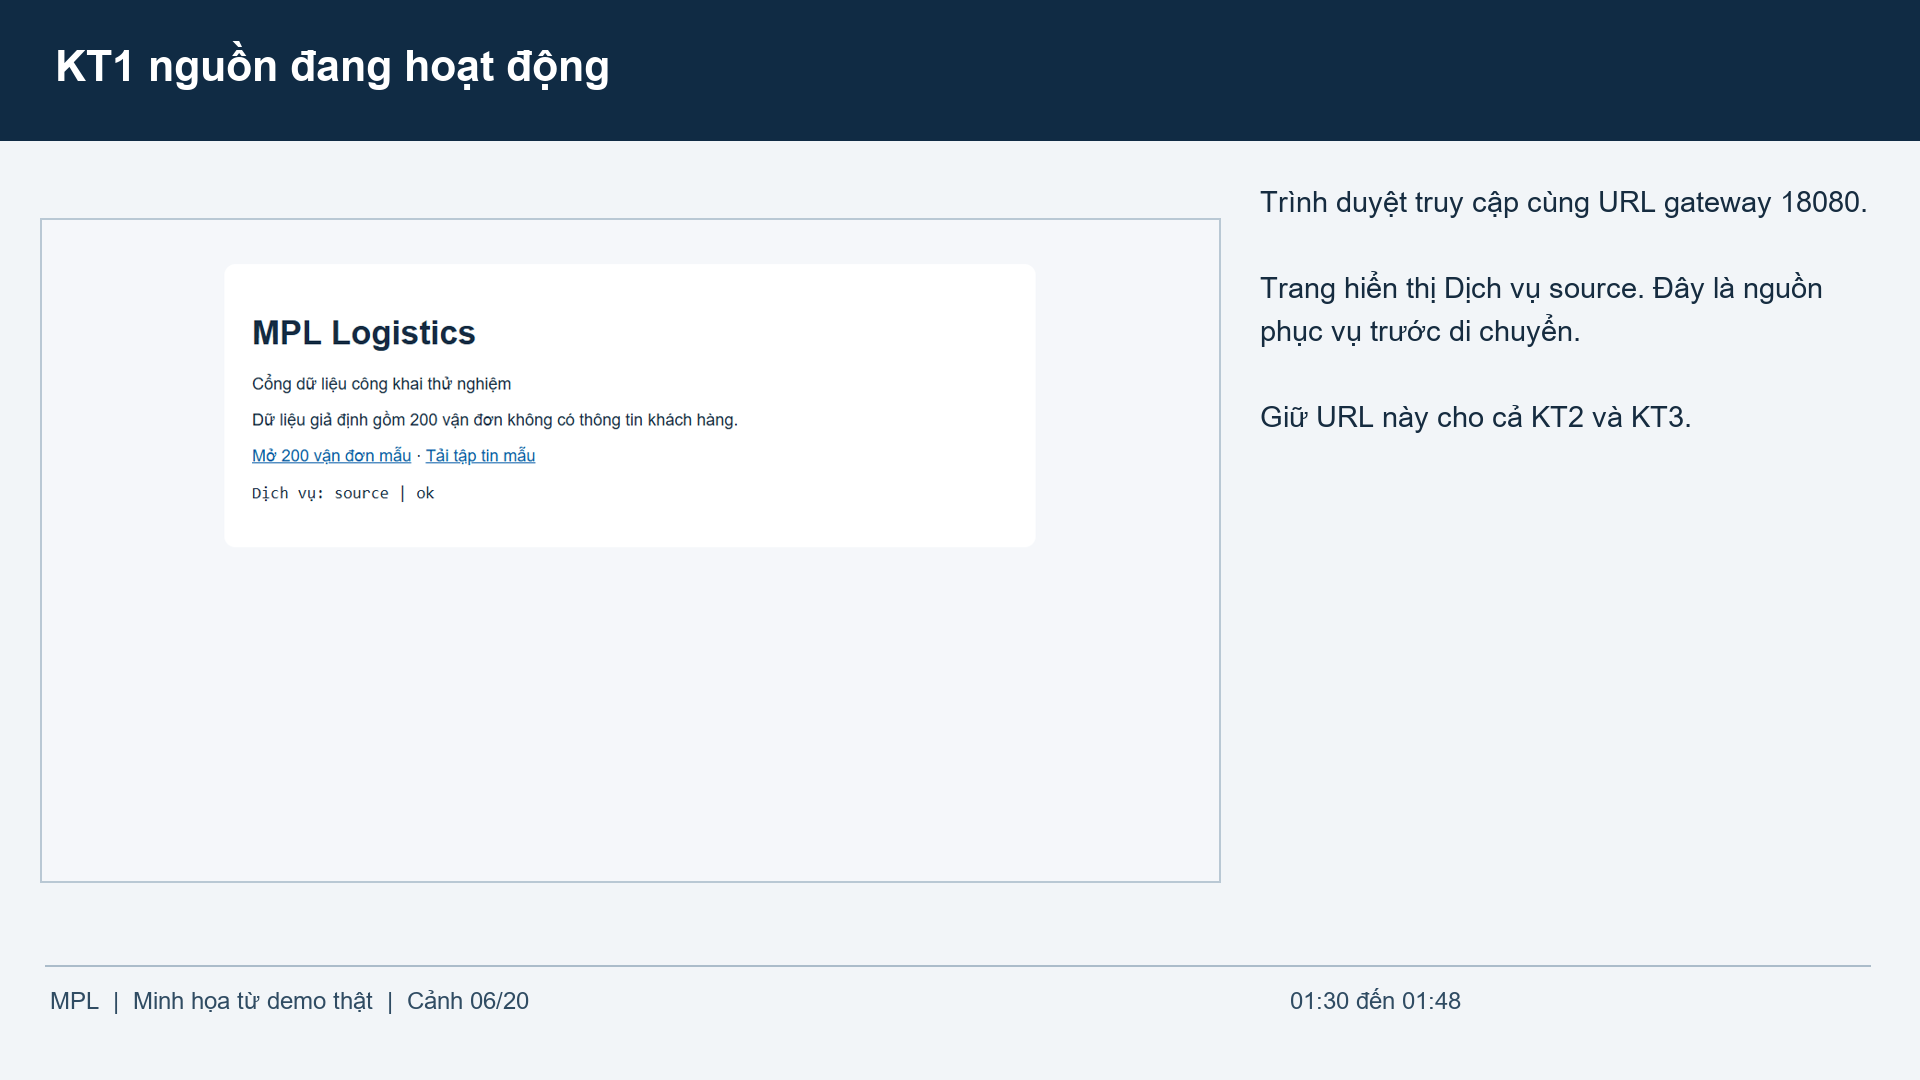 KT1 nguồn đang hoạt động
MPL Logistics
Cổng dữ liệu công khai thử nghiệm
Dữ liệu giả định gồm 200 vận đơn không có thông tin khách hàng.
Mở 200 vận đơn mẫu · Tải tập tin mẫu
Dịch vụ: source | ok
Trình duyệt truy cập cùng URL gateway 18080.
Trang hiển thị Dịch vụ source. Đây là nguồn
phục vụ trước di chuyển.
Giữ URL này cho cả KT2 và KT3.
MPL | Minh họa từ demo thật | Cảnh 06/20
01:30 đến 01:48